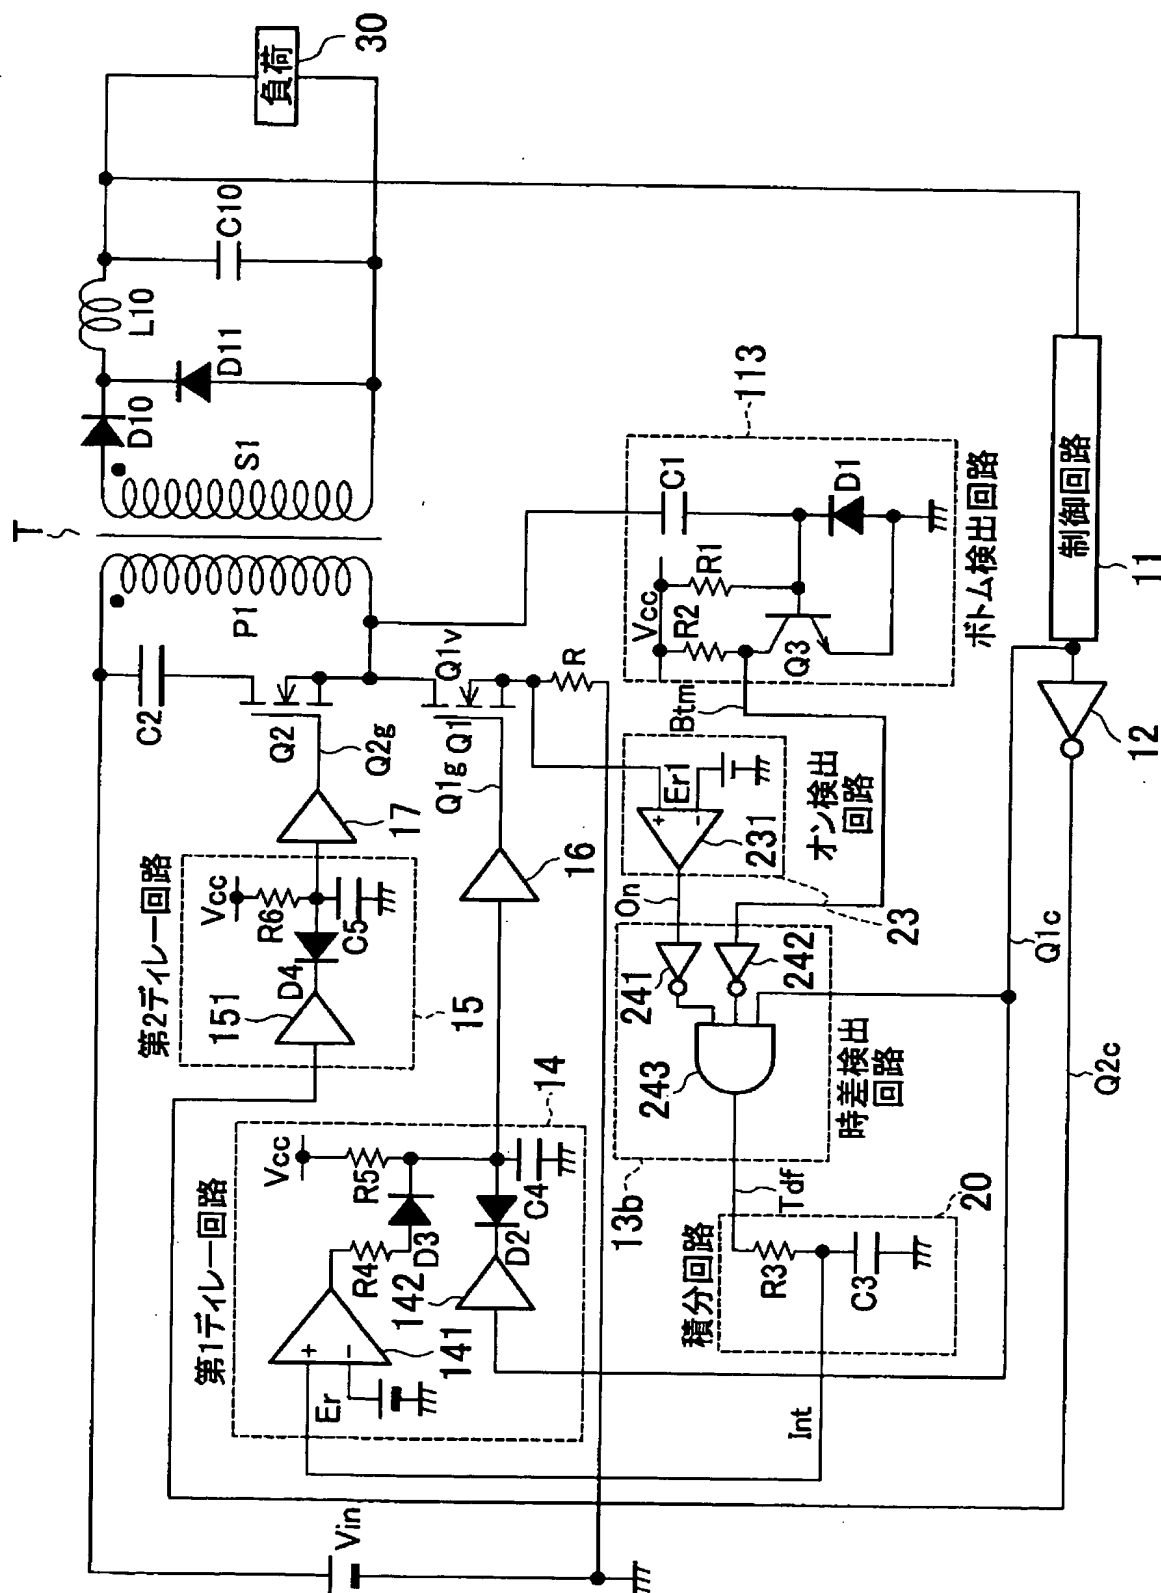 T
P1
S1
D10
D11
L10
C10
負荷
30
C2
Q2
Q2g
17
Q1v
Q1
Q1g
R
16
第2ディレー回路
Vcc
R6
D4
C5
151
15
第1ディレー回路
Vcc
R5
R4
D3
142
D2
C4
141
Er
+
-
14
Vin
113
C1
Vcc
R1
R2
D1
Q3
ボトム検出回路
Btm
Er1
+
-
231
オン検出
回路
23
On
241
242
243
時差検出
回路
13b
Tdf
積分回路
20
R3
C3
Int
制御回路
11
12
Q1c
Q2c